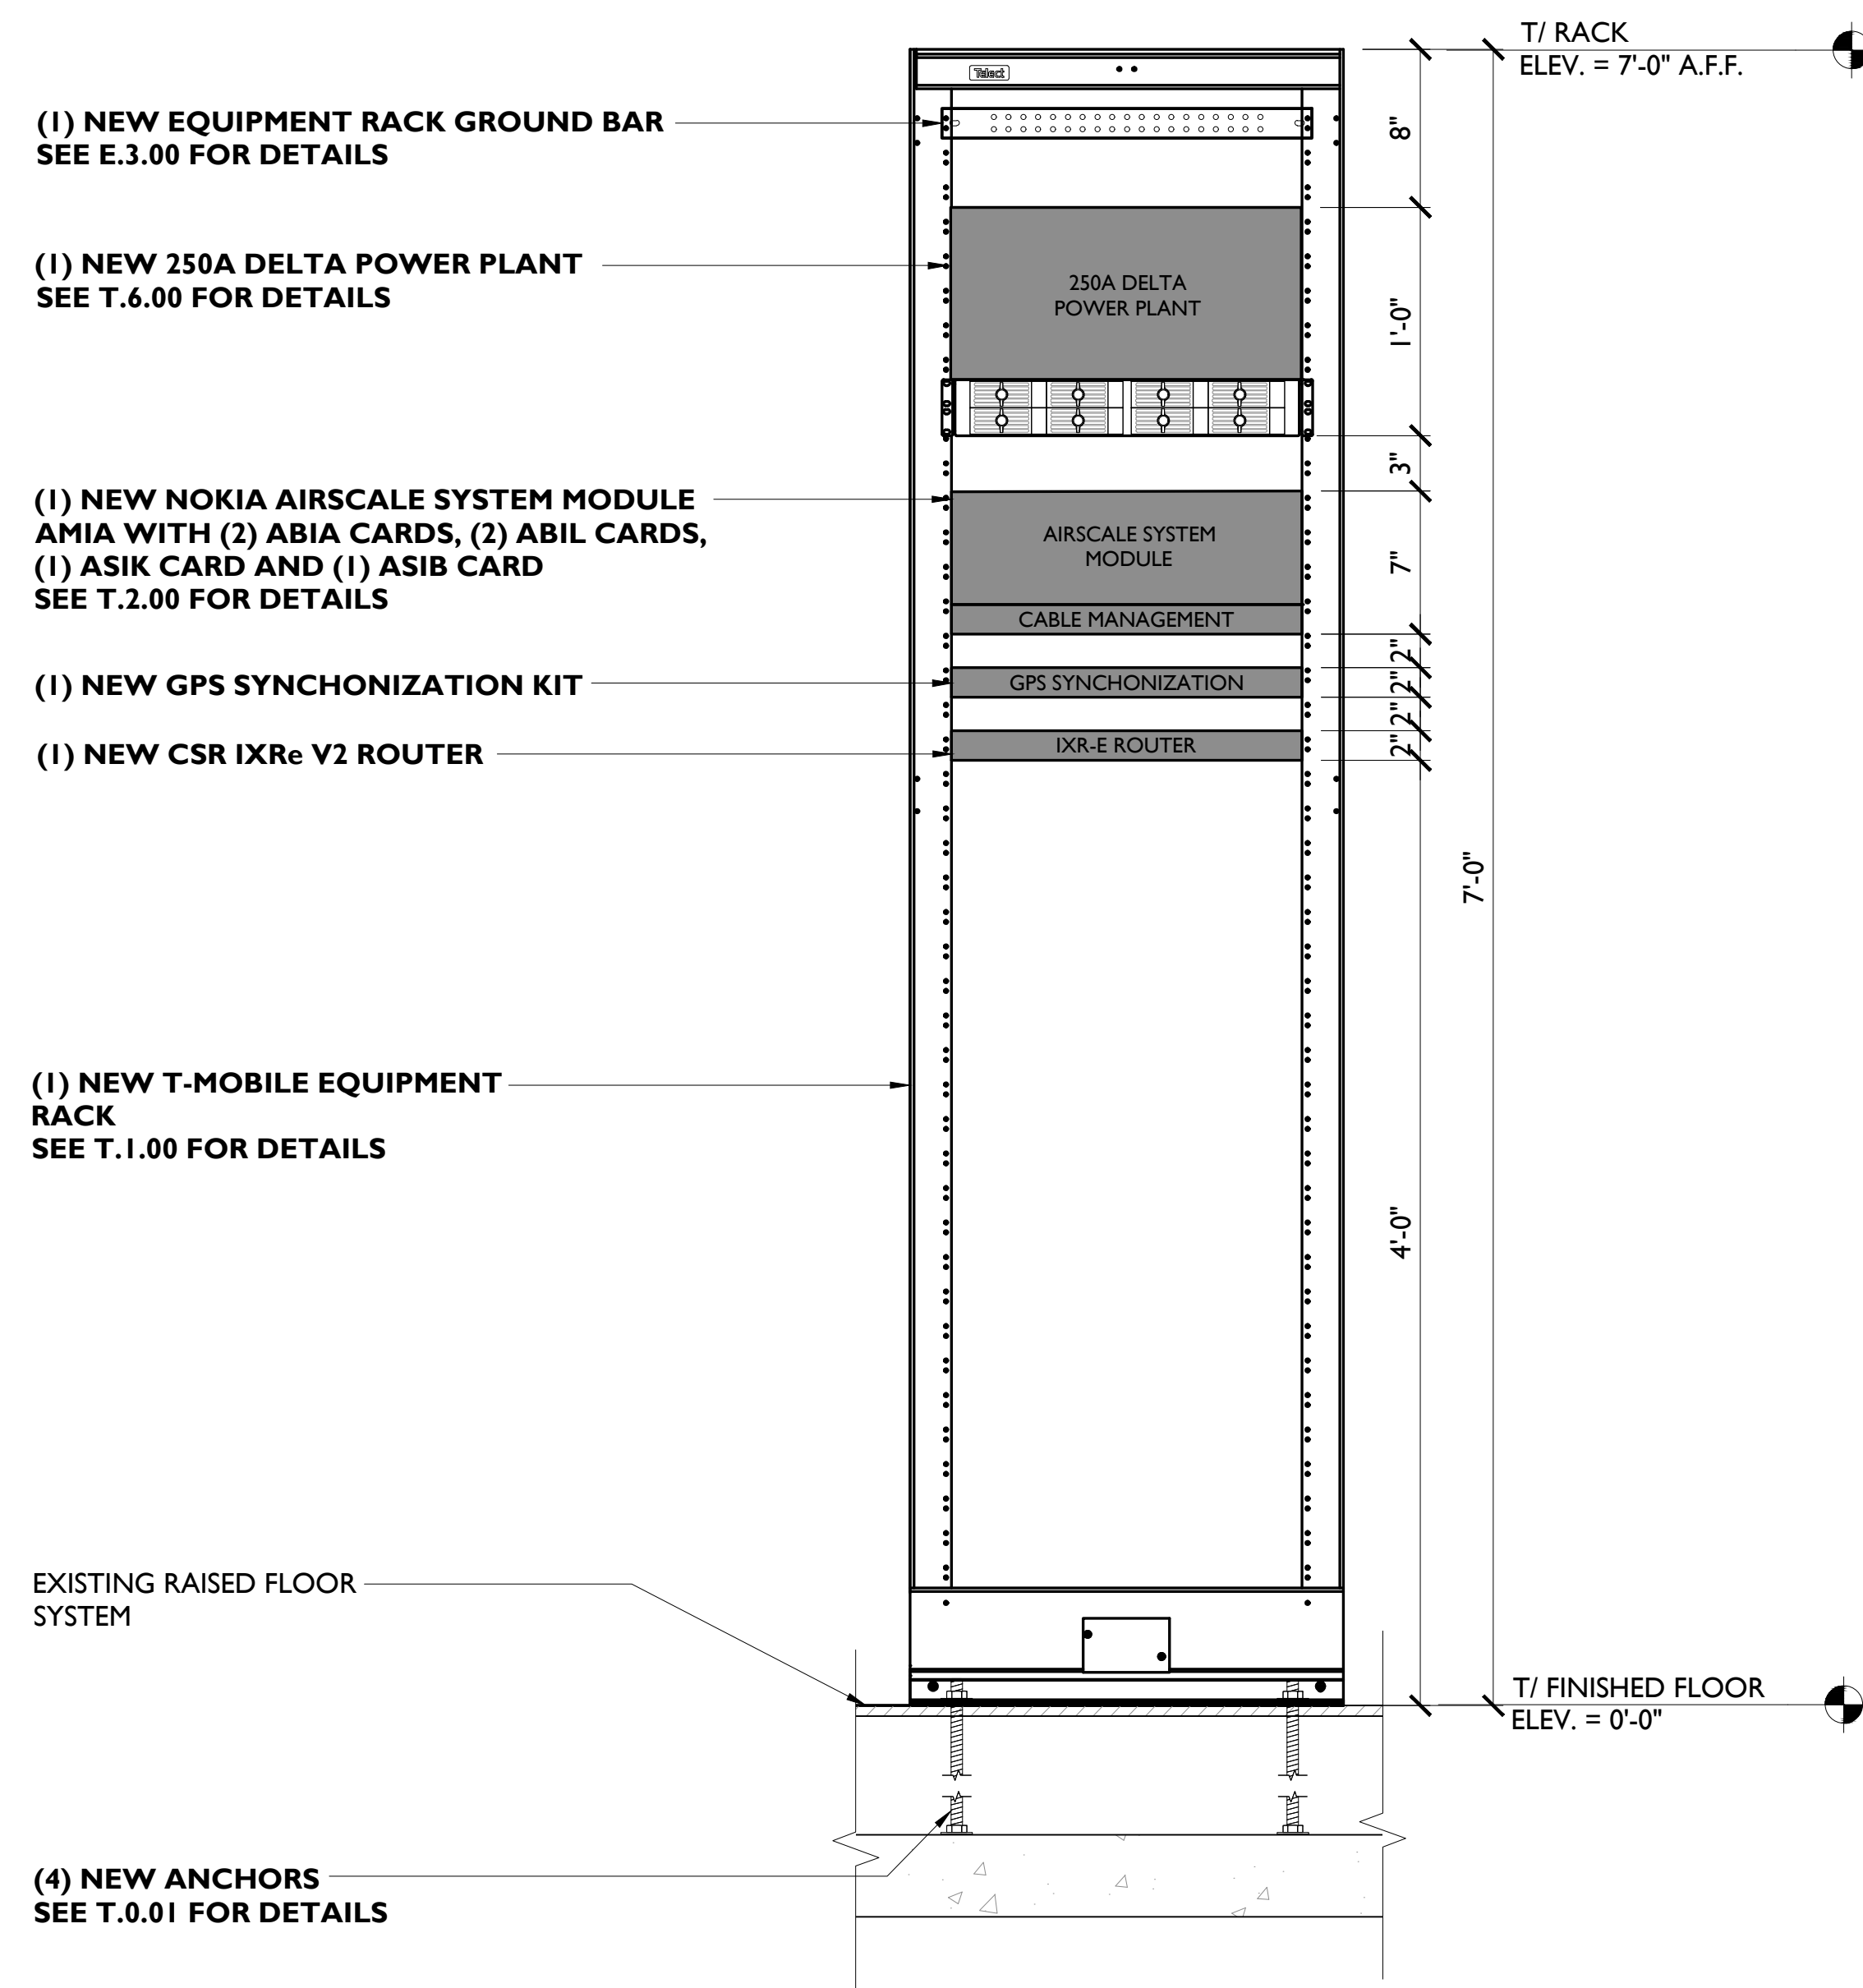 T/ RACK
ELEV. = 7'-0" A.F.F.
Telect
(1) NEW EQUIPMENT RACK GROUND BAR
SEE E.3.00 FOR DETAILS
8"
(1) NEW 250A DELTA POWER PLANT
SEE T.6.00 FOR DETAILS
250A DELTA
POWER PLANT
1'-0"
3"
(1) NEW NOKIA AIRSCALE SYSTEM MODULE
AMIA WITH (2) ABIA CARDS, (2) ABIL CARDS,
(1) ASIK CARD AND (1) ASIB CARD
SEE T.2.00 FOR DETAILS
AIRSCALE SYSTEM
MODULE
7"
CABLE MANAGEMENT
2"
(1) NEW GPS SYNCHONIZATION KIT
GPS SYNCHONIZATION
2"
2"
(1) NEW CSR IXRe V2 ROUTER
IXR-E ROUTER
2"
7'-0"
(1) NEW T-MOBILE EQUIPMENT
RACK
SEE T.1.00 FOR DETAILS
4'-0"
EXISTING RAISED FLOOR
SYSTEM
T/ FINISHED FLOOR
ELEV. = 0'-0"
(4) NEW ANCHORS
SEE T.0.01 FOR DETAILS